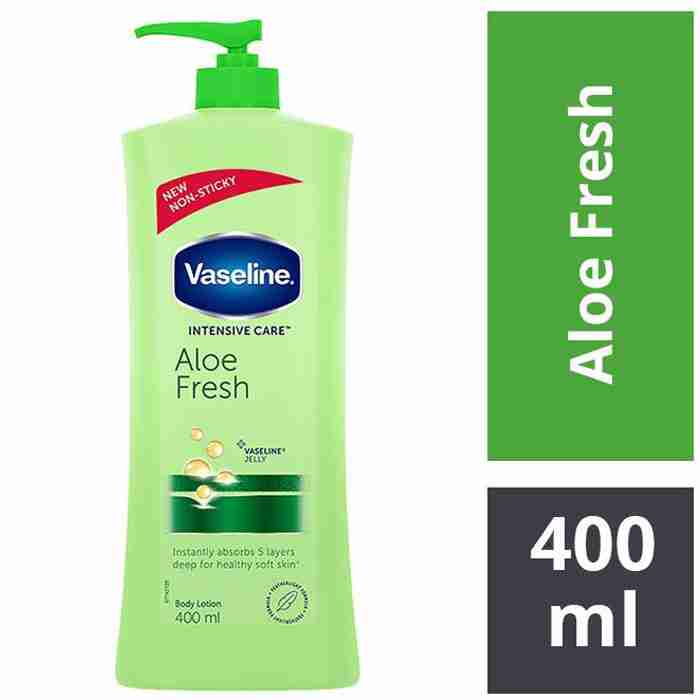 NEW
NON-STICKY
Vaseline.
INTENSIVE CARE™
Aloe
Fresh
VASELINE®
JELLY
Instantly absorbs 5 layers
deep for healthy soft skin*
Body Lotion
400 ml
Aloe Fresh
400
ml